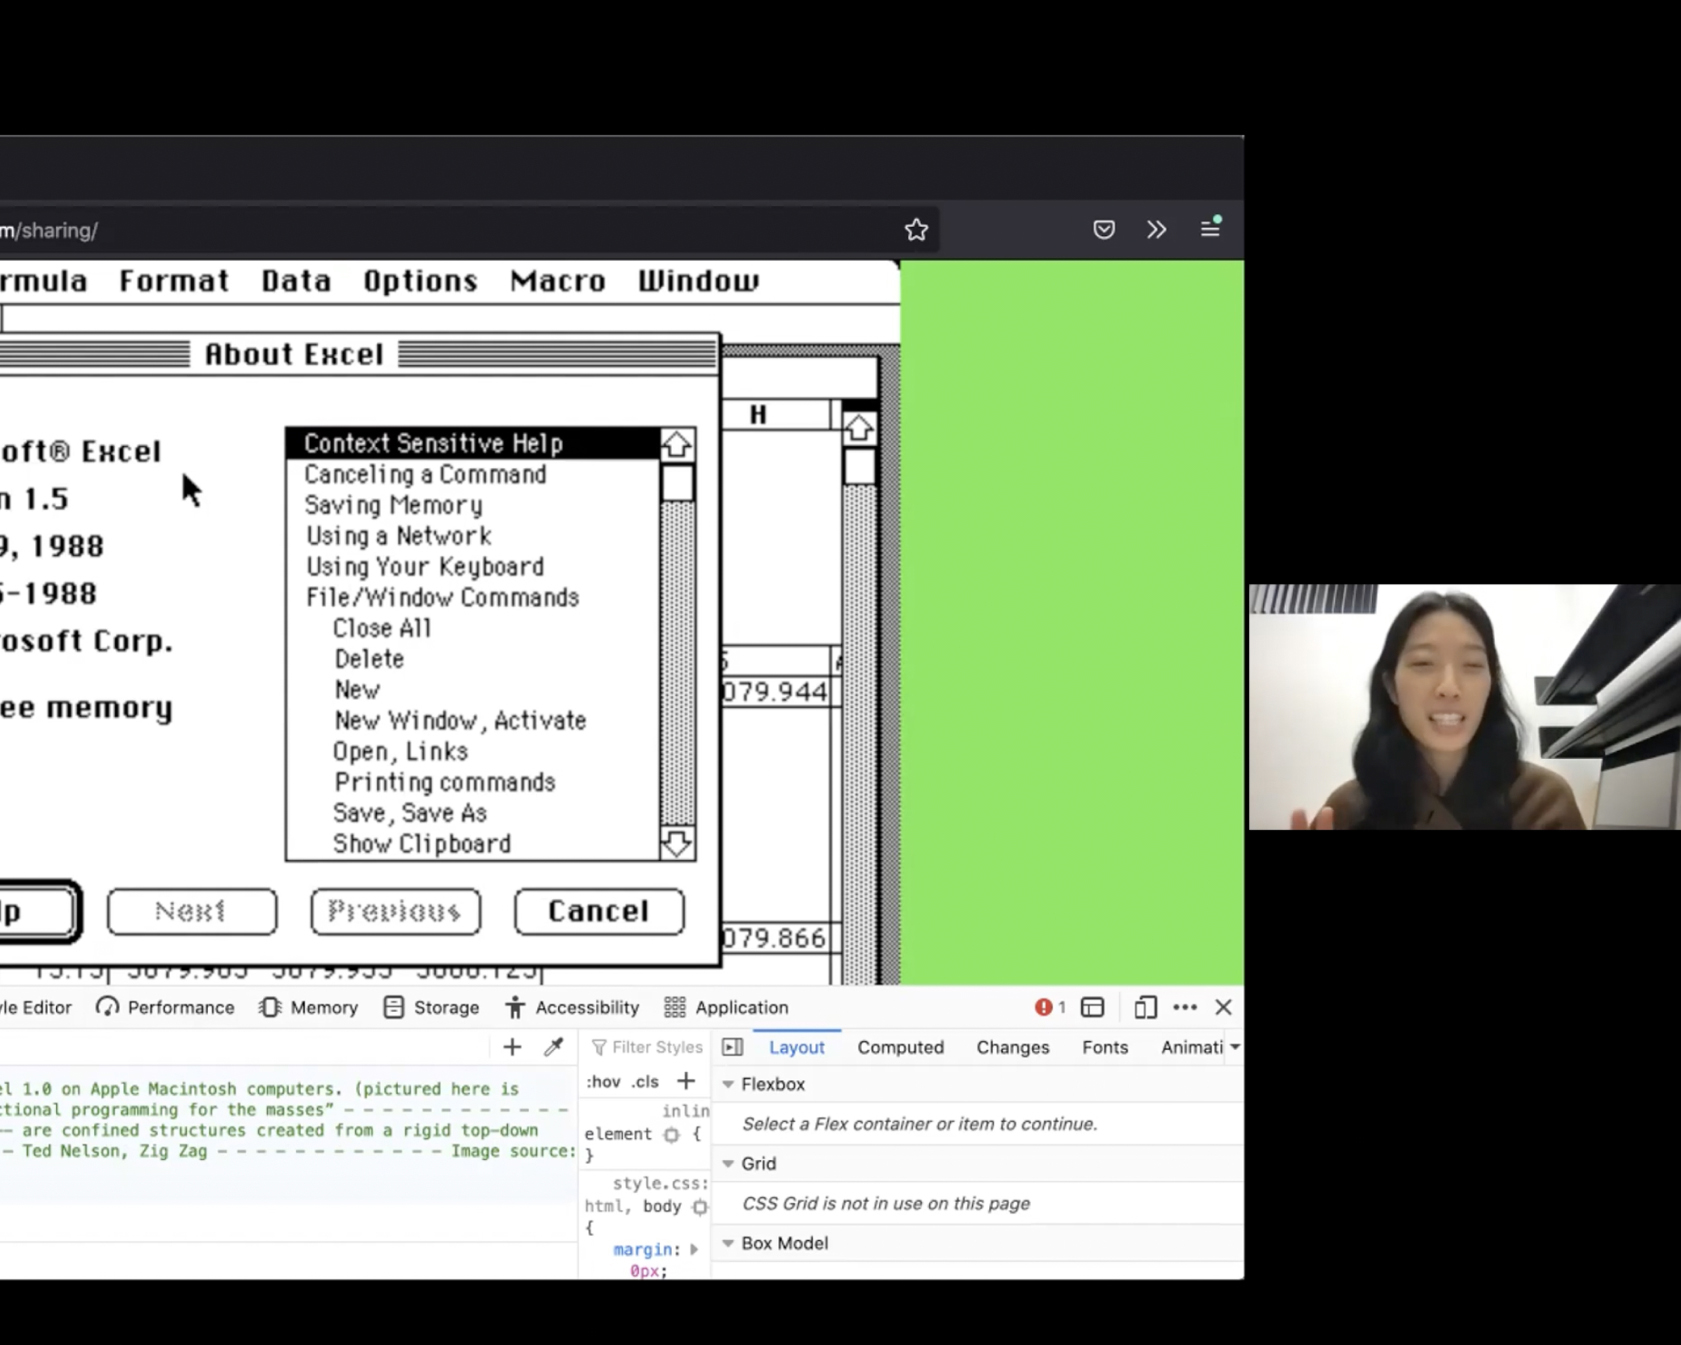 m/sharing/
rmula Format Data Options Macro Window
About Excel
H
oft® Excel
n 1.5
9, 1988
5-1988
osoft Corp.
ee memory
Context Sensitive Help
Canceling a Command
Saving Memory
Using a Network
Using Your Keyboard
File/Window Commands
Close All
Delete
New
New Window, Activate
Open, Links
Printing commands
Save, Save As
Show Clipboard
079.944
079.866
lp Next Previous Cancel
le Editor Performance Memory Storage Accessibility Application 1
Filter Styles Layout Computed Changes Fonts Animati
:hov .cls +
el 1.0 on Apple Macintosh computers. (pictured here is
ctional programming for the masses” - - - - - - - - - - - - -
-- are confined structures created from a rigid top-down
- Ted Nelson, Zig Zag - - - - - - - - - - - - - Image source:
inlin
element {
}
style.css:
html, body
{
margin:
0px;
Flexbox
Select a Flex container or item to continue.
Grid
CSS Grid is not in use on this page
Box Model